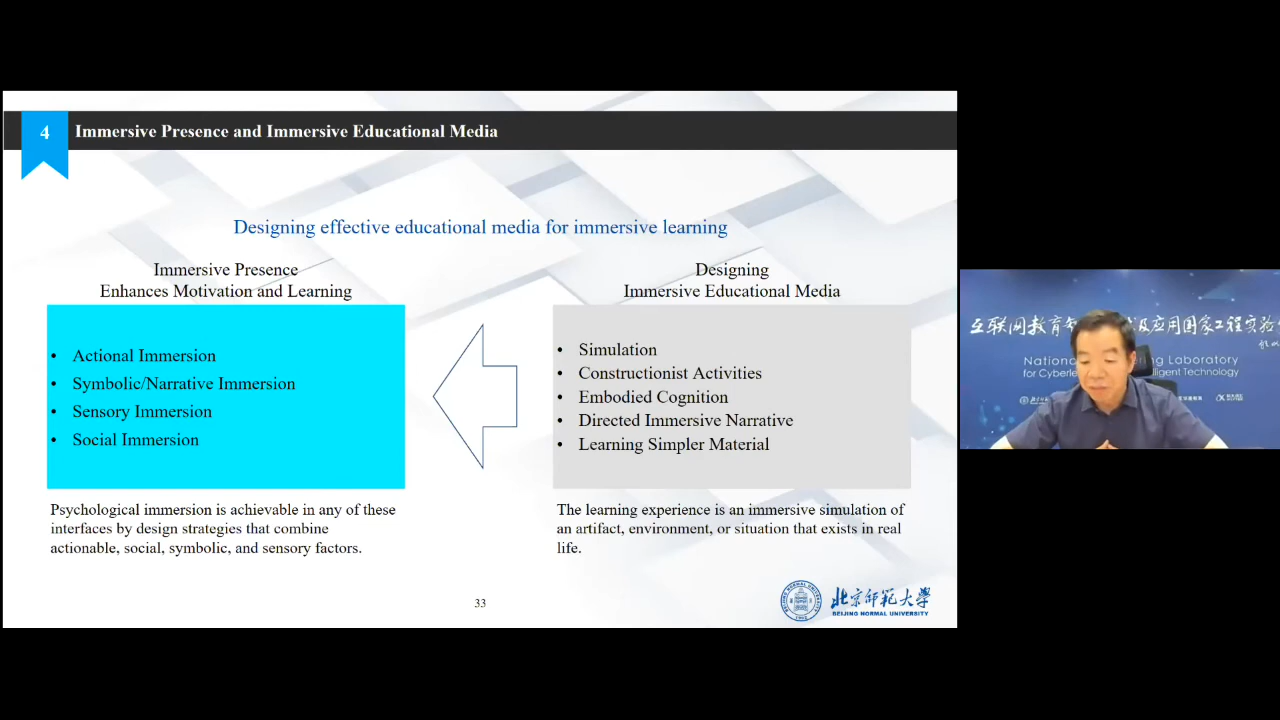 4
Immersive Presence and Immersive Educational Media
Designing effective educational media for immersive learning
Immersive Presence
Enhances Motivation and Learning
• Actional Immersion
• Symbolic/Narrative Immersion
• Sensory Immersion
• Social Immersion
Psychological immersion is achievable in any of these
interfaces by design strategies that combine
actionable, social, symbolic, and sensory factors.
Designing
Immersive Educational Media
• Simulation
• Constructionist Activities
• Embodied Cognition
• Directed Immersive Narrative
• Learning Simpler Material
The learning experience is an immersive simulation of
an artifact, environment, or situation that exists in real
life.
33
北京师范大学
BEIJING NORMAL UNIVERSITY
互联网教育
及应用国家工程实验
National
Laboratory
for Cyberle
lligent Technology